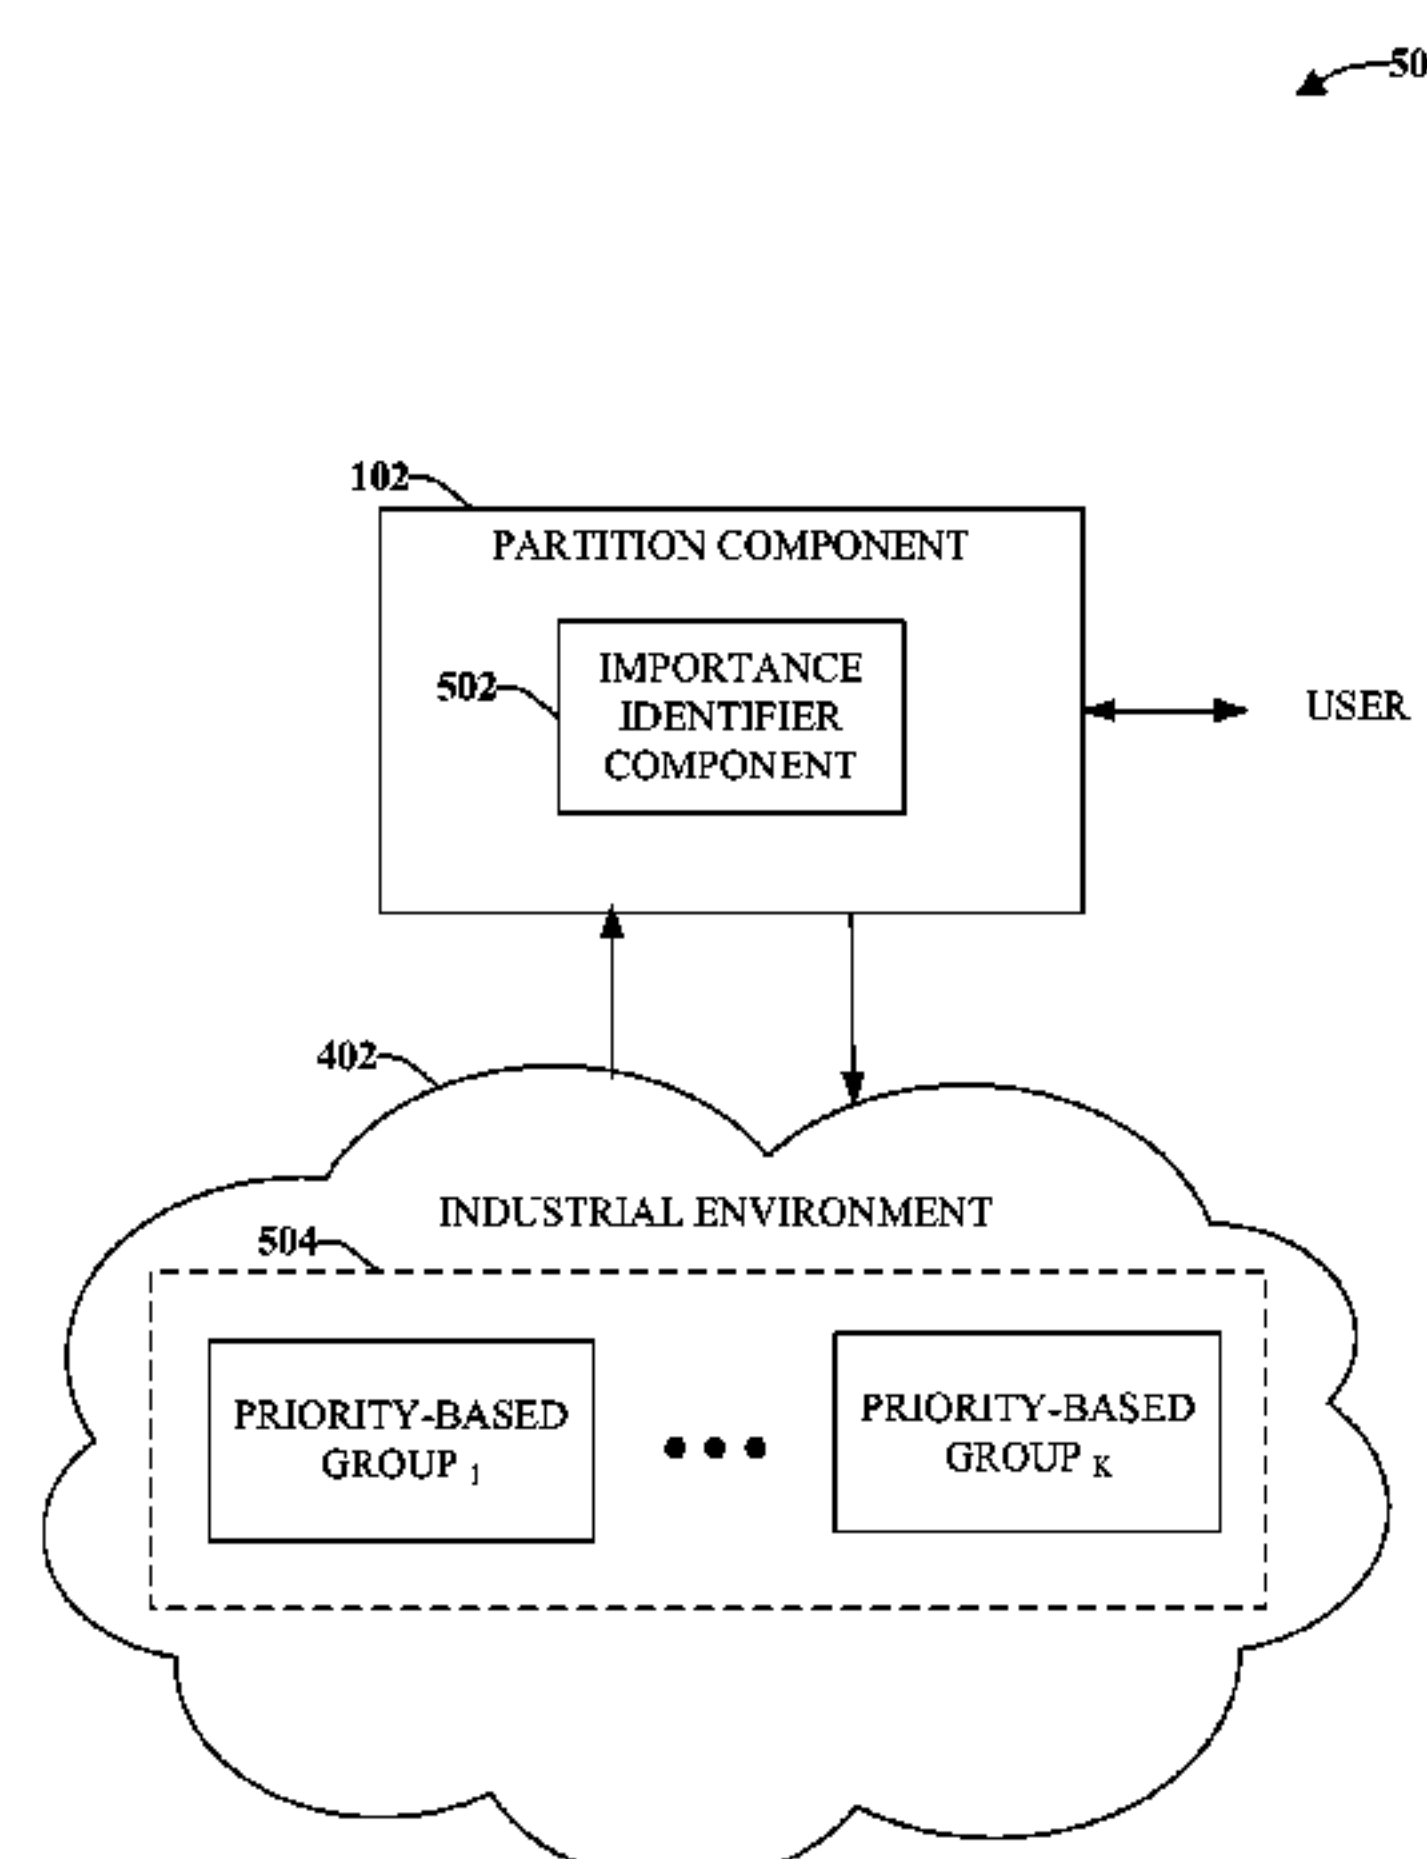 50
102
PARTITION COMPONENT
502
IMPORTANCE
IDENTIFIER
COMPONENT
USER
402
INDUSTRIAL ENVIRONMENT
504
PRIORITY-BASED
GROUP 1
PRIORITY-BASED
GROUP K